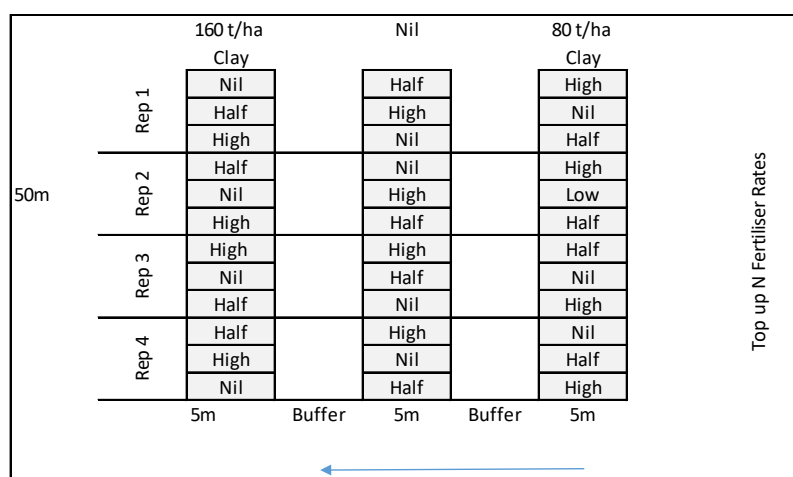 160 t/ha Nil 80 t/ha
Clay Clay
Rep 1
Nil Half High
Half High Nil
High Nil Half
Rep 2
Half Nil High
Nil High Low
High Half Half
Rep 3
High High Half
Nil Half Nil
Half Nil High
Rep 4
Half High Nil
High Nil Half
Nil Half High
50m
5m Buffer 5m Buffer 5m
Top up N Fertiliser Rates